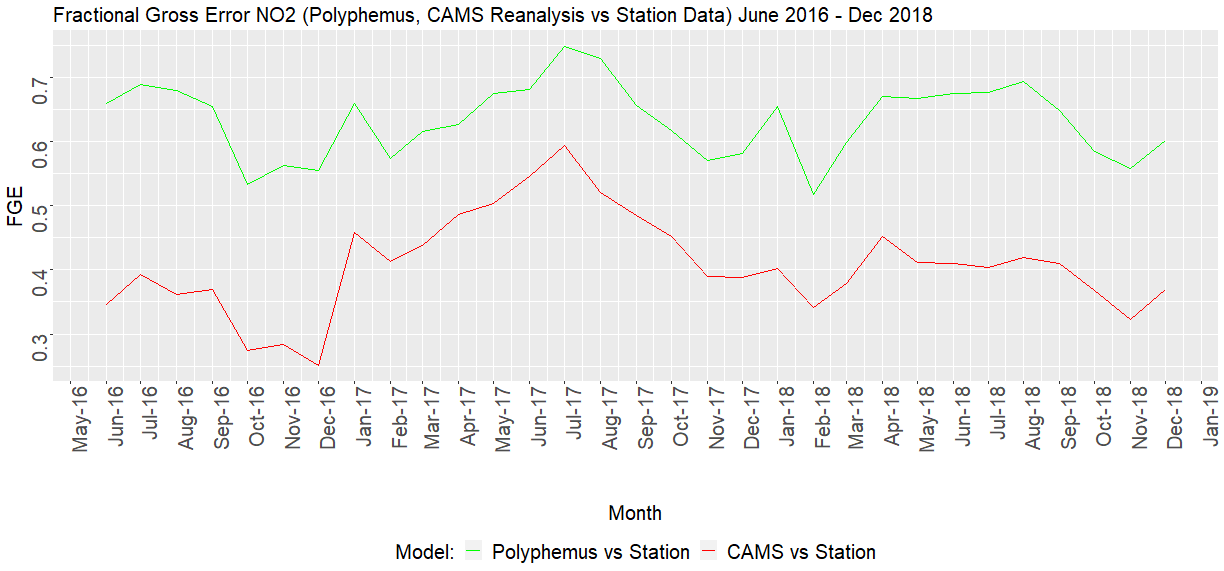 Fractional Gross Error NO2 (Polyphemus, CAMS Reanalysis vs Station Data) June 2016 - Dec 2018
FGE
0.7
0.6
0.5
0.4
0.3
May-16
Jun-16
Jul-16
Aug-16
Sep-16
Oct-16
Nov-16
Dec-16
Jan-17
Feb-17
Mar-17
Apr-17
May-17
Jun-17
Jul-17
Aug-17
Sep-17
Oct-17
Nov-17
Dec-17
Jan-18
Feb-18
Mar-18
Apr-18
May-18
Jun-18
Jul-18
Aug-18
Sep-18
Oct-18
Nov-18
Dec-18
Jan-19
Month
Model: Polyphemus vs Station CAMS vs Station